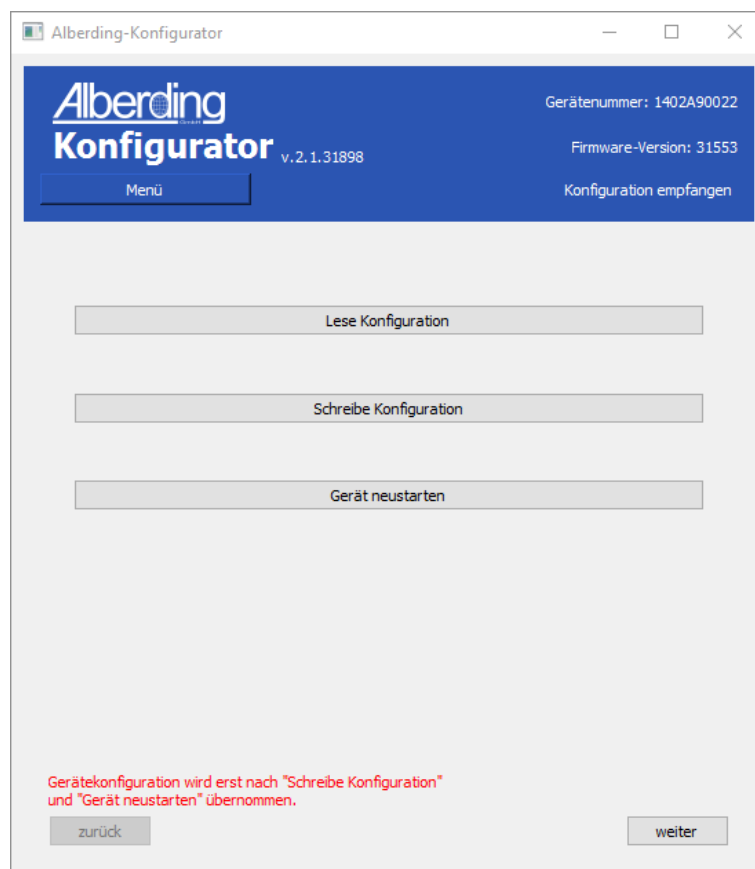 Alberding-Konfigurator
Alberding
GmbH
Konfigurator v.2.1.31898
Menü
Gerätenummer: 1402A90022
Firmware-Version: 31553
Konfiguration empfangen
Lese Konfiguration
Schreibe Konfiguration
Gerät neustarten
Gerätekonfiguration wird erst nach "Schreibe Konfiguration"
und "Gerät neustarten" übernommen.
zurück
weiter